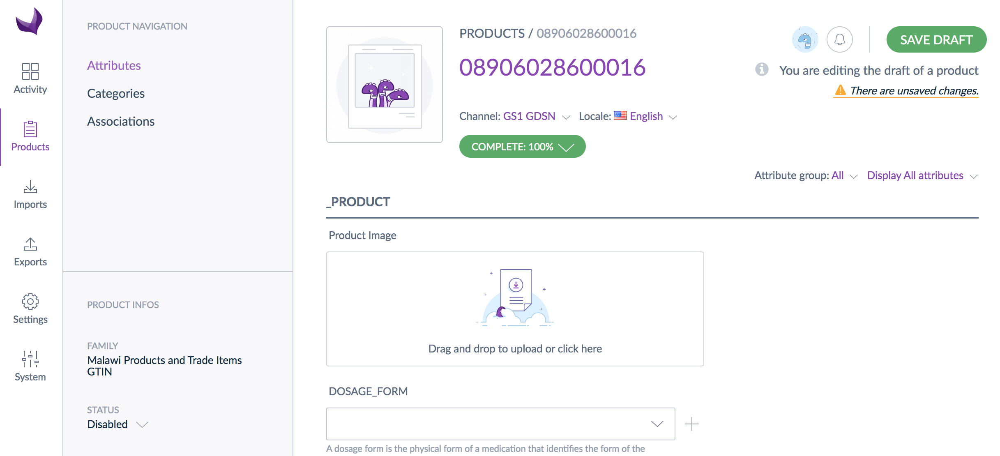 Activity
Products
Imports
Exports
Settings
System
PRODUCT NAVIGATION
Attributes
Categories
Associations
PRODUCT INFOS
FAMILY
Malawi Products and Trade Items
GTIN
STATUS
Disabled
PRODUCTS / 08906028600016
08906028600016
Channel: GS1 GDSN Locale: English
COMPLETE: 100%
SAVE DRAFT
You are editing the draft of a product
There are unsaved changes.
Attribute group: All Display All attributes
_PRODUCT
Product Image
Drag and drop to upload or click here
DOSAGE_FORM
A dosage form is the physical form of a medication that identifies the form of the